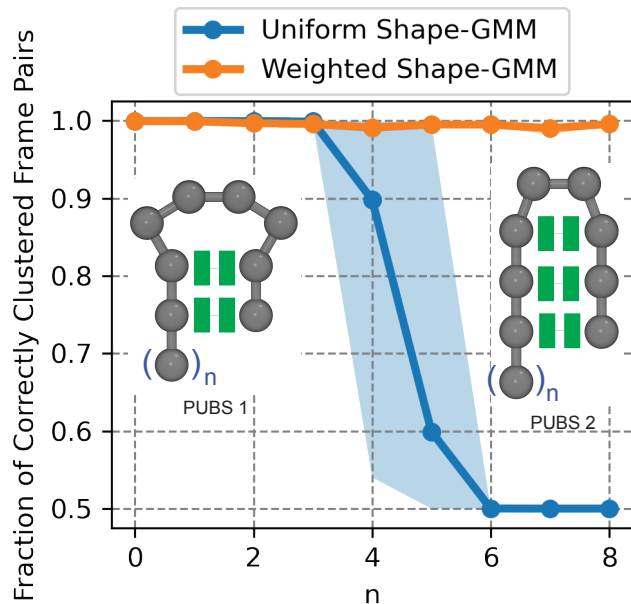 Uniform Shape-GMM
Weighted Shape-GMM
Fraction of Correctly Clustered Frame Pairs
1.0
0.9
0.8
0.7
0.6
0.5
( )n
PUBS 1
( )n
PUBS 2
0 2 4 6 8
n